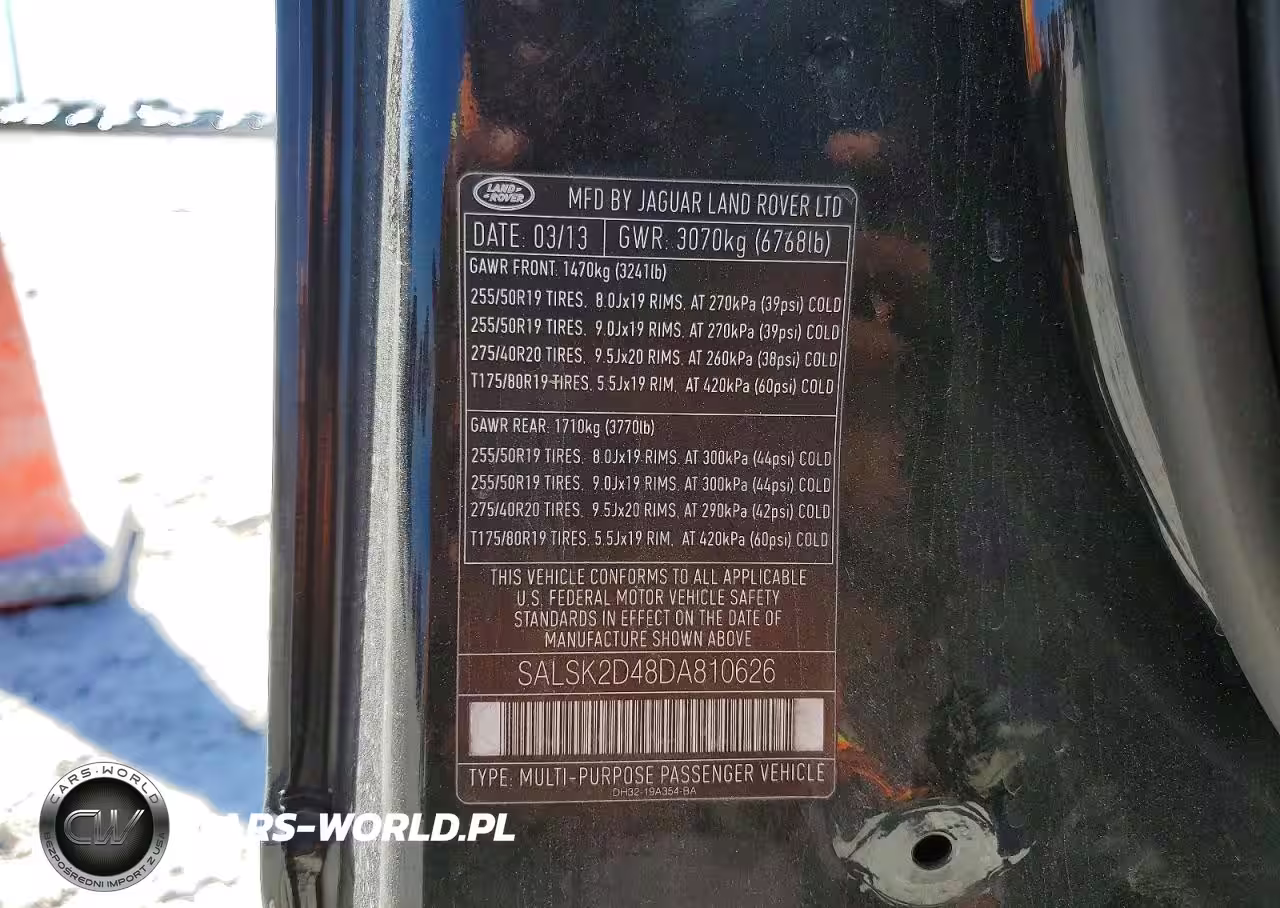 LAND ROVER
MFD BY JAGUAR LAND ROVER LTD
DATE: 03/13 GWR: 3070kg (6768lb)
GAWR FRONT: 1470kg (3241lb)
255/50R19 TIRES, 8.0Jx19 RIMS, AT 270kPa (39psi) COLD
255/50R19 TIRES, 9.0Jx19 RIMS, AT 270kPa (39psi) COLD
275/40R20 TIRES, 9.5Jx20 RIMS, AT 260kPa (38psi) COLD
T175/80R19 TIRES, 5.5Jx19 RIM, AT 420kPa (60psi) COLD
GAWR REAR: 1710kg (3770lb)
255/50R19 TIRES, 8.0Jx19 RIMS, AT 300kPa (44psi) COLD
255/50R19 TIRES, 9.0Jx19 RIMS, AT 300kPa (44psi) COLD
275/40R20 TIRES, 9.5Jx20 RIMS, AT 290kPa (42psi) COLD
T175/80R19 TIRES, 5.5Jx19 RIM, AT 420kPa (60psi) COLD
THIS VEHICLE CONFORMS TO ALL APPLICABLE
U.S. FEDERAL MOTOR VEHICLE SAFETY
STANDARDS IN EFFECT ON THE DATE OF
MANUFACTURE SHOWN ABOVE
SALSK2D48DA810626
TYPE: MULTI-PURPOSE PASSENGER VEHICLE
DH32-19A354-BA
CARS-WORLD
CW
BEZPOŚREDNI IMPORT Z USA
CARS-WORLD.PL